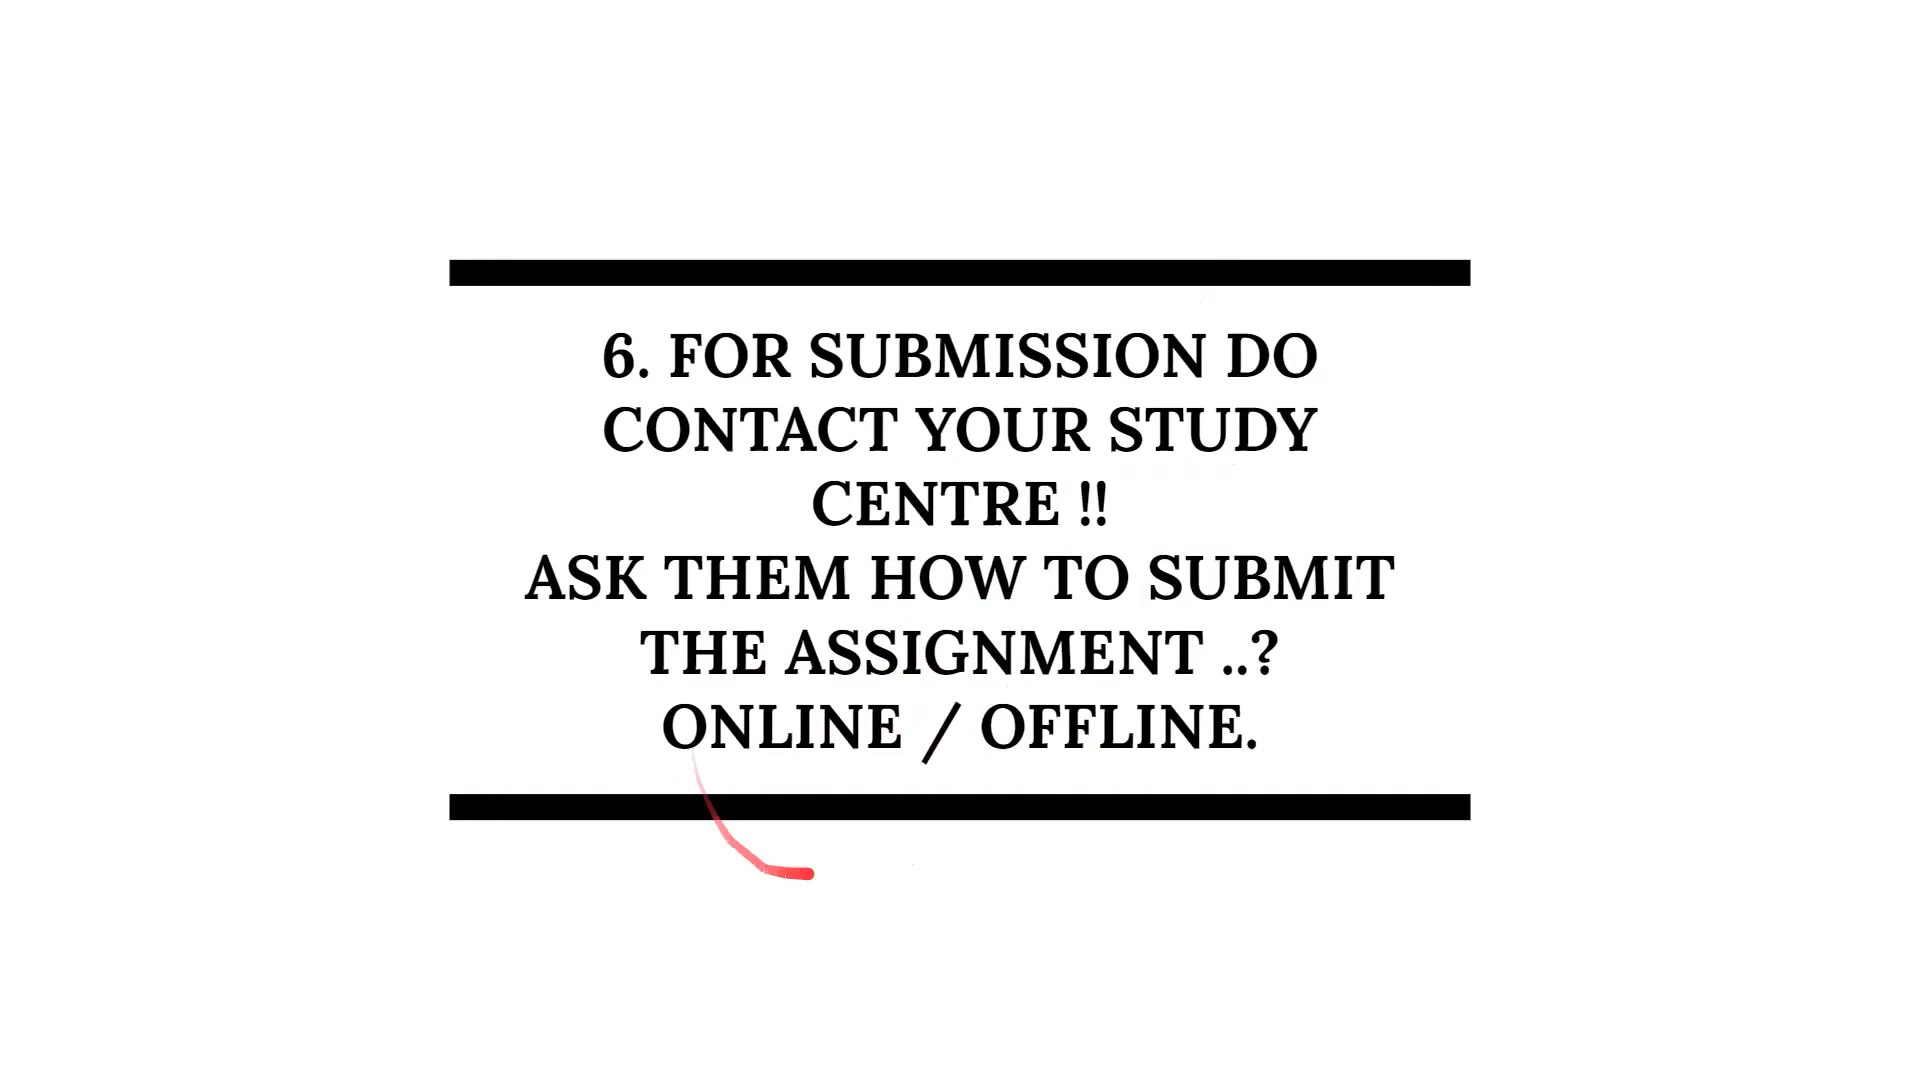 6. FOR SUBMISSION DO
CONTACT YOUR STUDY
CENTRE !!
ASK THEM HOW TO SUBMIT
THE ASSIGNMENT ..?
ONLINE / OFFLINE.